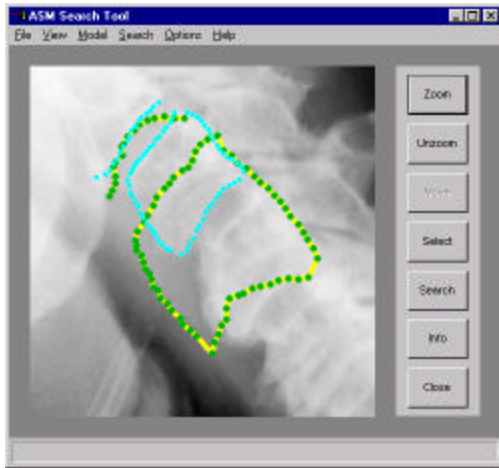 ASM Search Tool
File View Model Search Options Help
Zoom
Unzoom
Select
Search
Info
Close